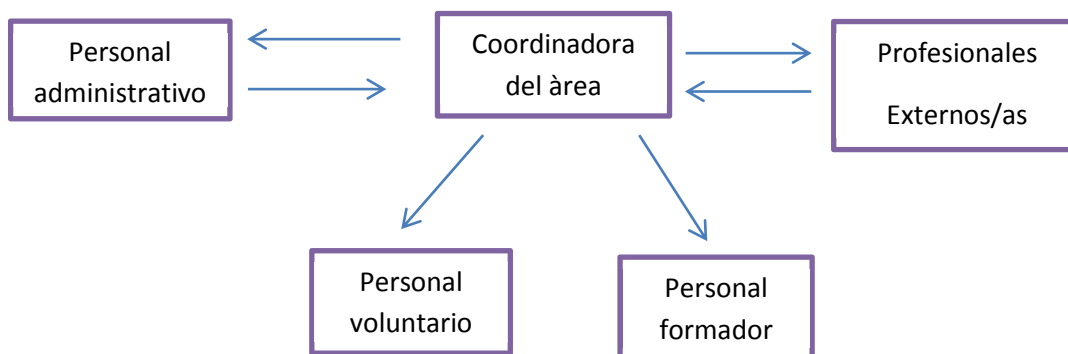 Personal
administrativo
Coordinadora
del àrea
Profesionales
Externos/as
Personal
voluntario
Personal
formador